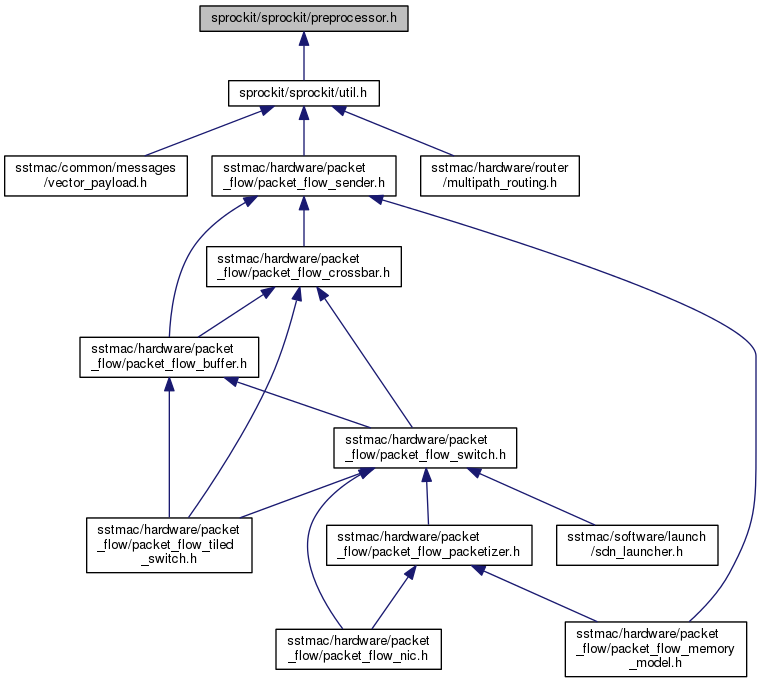 sprockit/sprockit/preprocessor.h
sprockit/sprockit/util.h
sstmac/common/messages
/vector_payload.h
sstmac/hardware/packet
_flow/packet_flow_sender.h
sstmac/hardware/router
/multipath_routing.h
sstmac/hardware/packet
_flow/packet_flow_crossbar.h
sstmac/hardware/packet
_flow/packet_flow_buffer.h
sstmac/hardware/packet
_flow/packet_flow_switch.h
sstmac/hardware/packet
_flow/packet_flow_tiled
_switch.h
sstmac/hardware/packet
_flow/packet_flow_packetizer.h
sstmac/software/launch
/sdn_launcher.h
sstmac/hardware/packet
_flow/packet_flow_nic.h
sstmac/hardware/packet
_flow/packet_flow_memory
_model.h